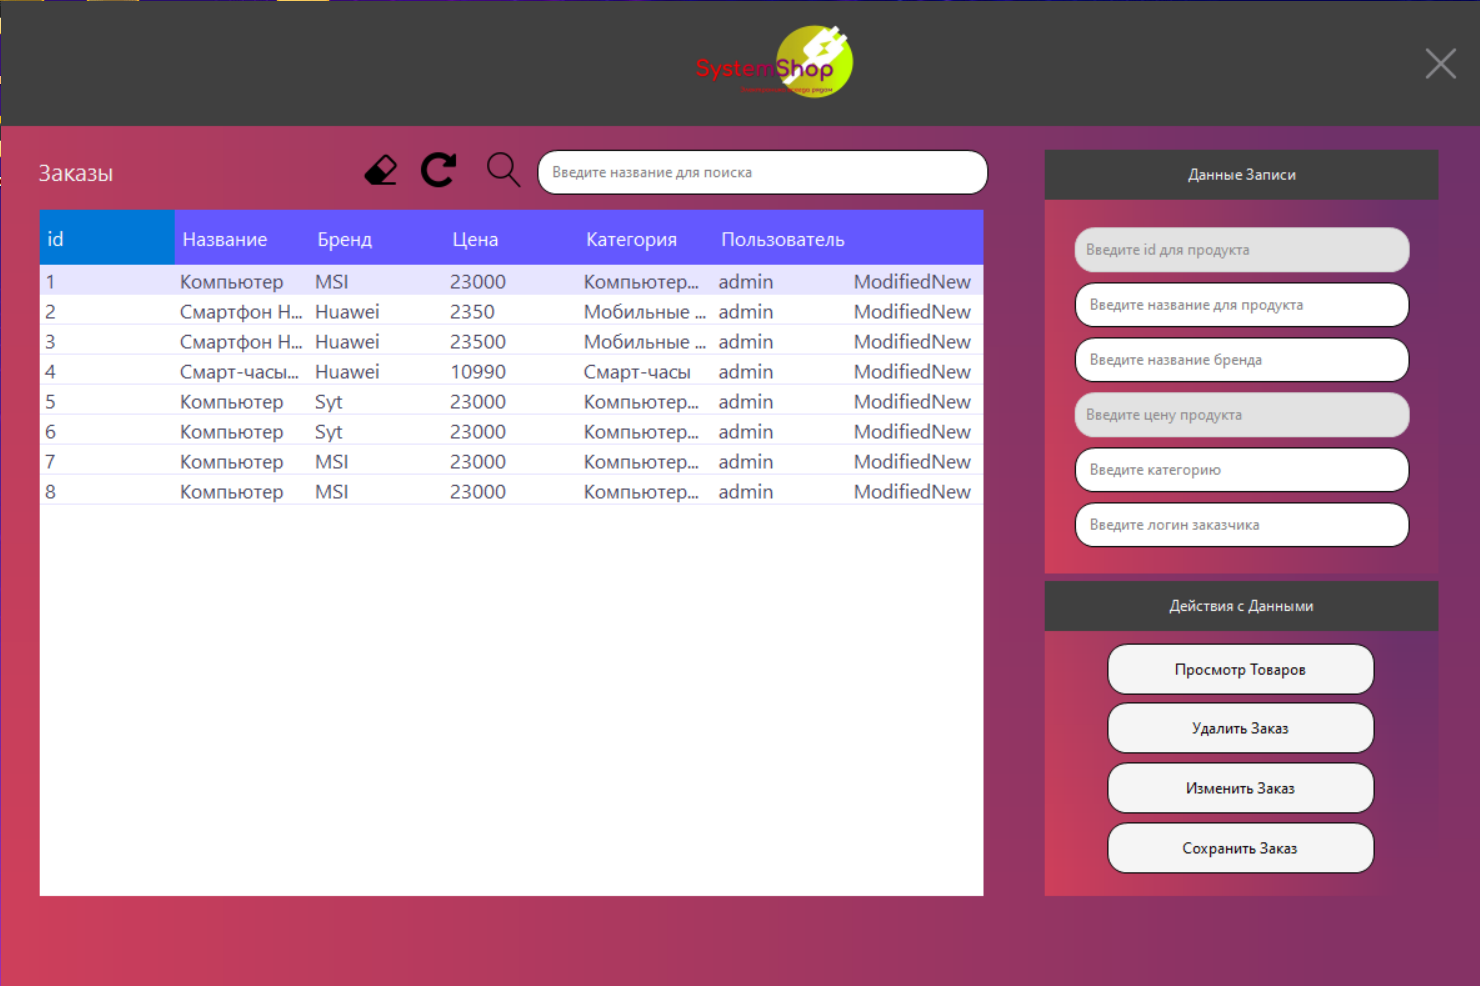 SystemShop
Заказы
Введите название для поиска
id Название Бренд Цена Категория Пользователь
1 Компьютер MSI 23000 Компьютер... admin ModifiedNew
2 Смартфон H... Huawei 2350 Мобильные ... admin ModifiedNew
3 Смартфон H... Huawei 23500 Мобильные ... admin ModifiedNew
4 Смарт-часы... Huawei 10990 Смарт-часы admin ModifiedNew
5 Компьютер Syt 23000 Компьютер... admin ModifiedNew
6 Компьютер Syt 23000 Компьютер... admin ModifiedNew
7 Компьютер MSI 23000 Компьютер... admin ModifiedNew
8 Компьютер MSI 23000 Компьютер... admin ModifiedNew
Данные Записи
Введите id для продукта
Введите название для продукта
Введите название бренда
Введите цену продукта
Введите категорию
Введите логин заказчика
Действия с Данными
Просмотр Товаров
Удалить Заказ
Изменить Заказ
Сохранить Заказ